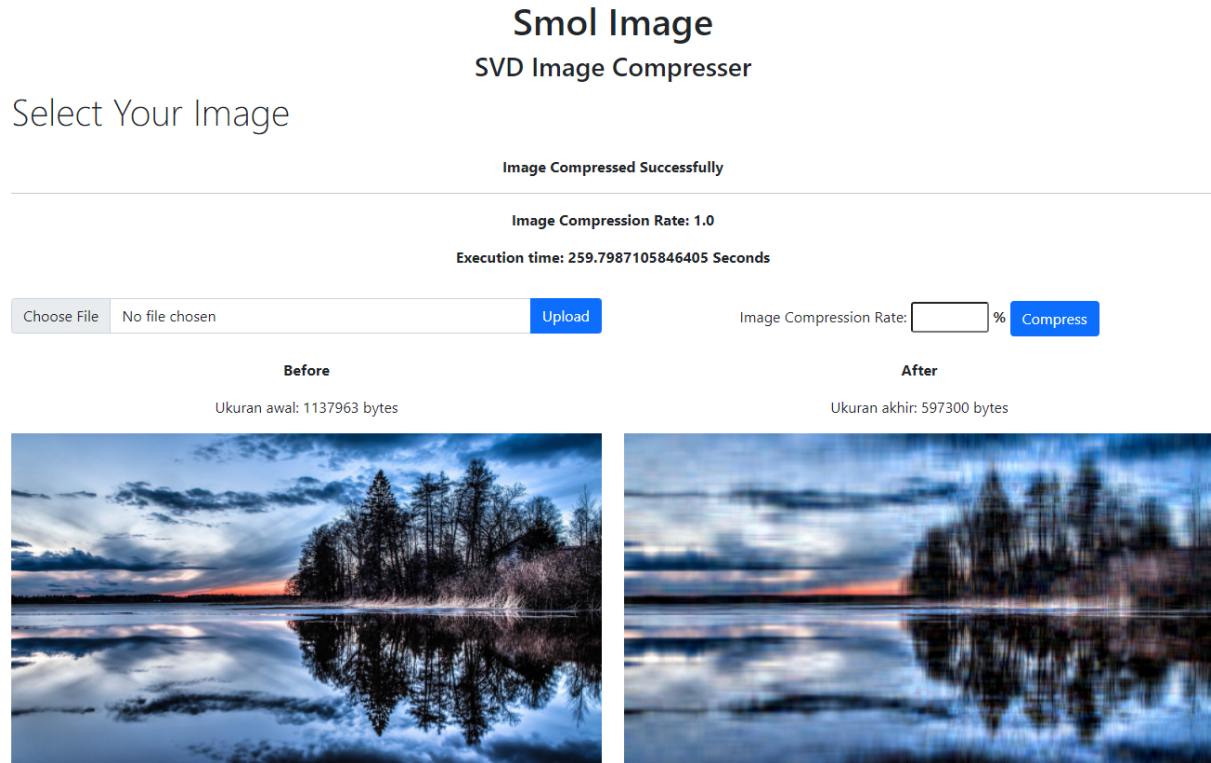 Smol Image
SVD Image Compresser
Select Your Image
Image Compressed Successfully
Image Compression Rate: 1.0
Execution time: 259.7987105846405 Seconds
Choose File No file chosen Upload
Image Compression Rate: % Compress
Before
After
Ukuran awal: 1137963 bytes
Ukuran akhir: 597300 bytes